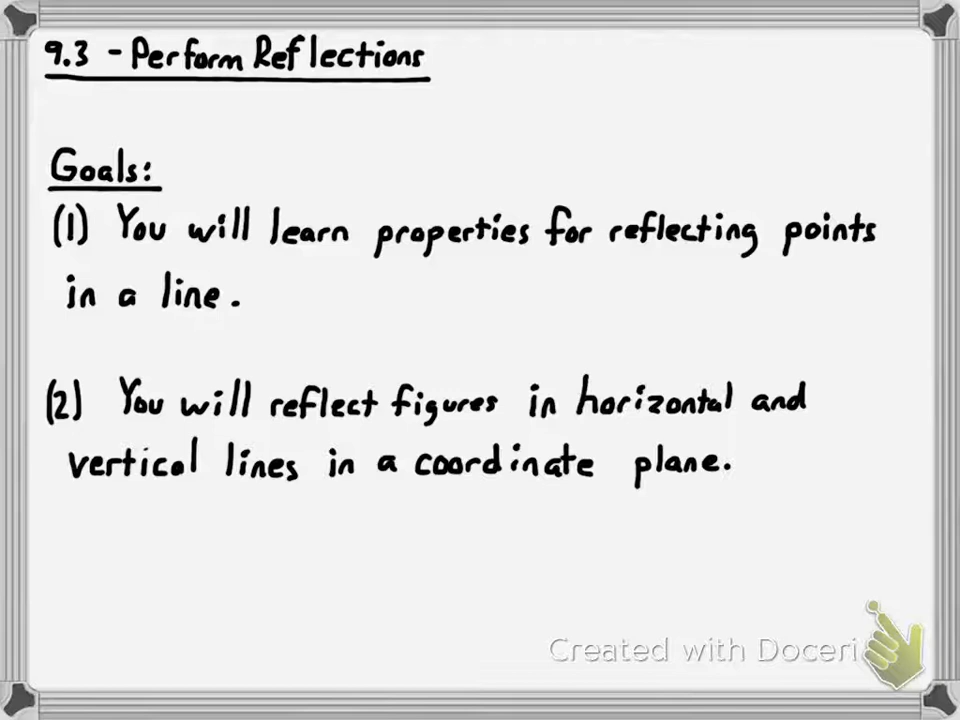 9.3 - Perform Reflections
Goals:
(1) You will learn properties for reflecting points
in a line.
(2) You will reflect figures in horizontal and
vertical lines in a coordinate plane.
Created with Doceri